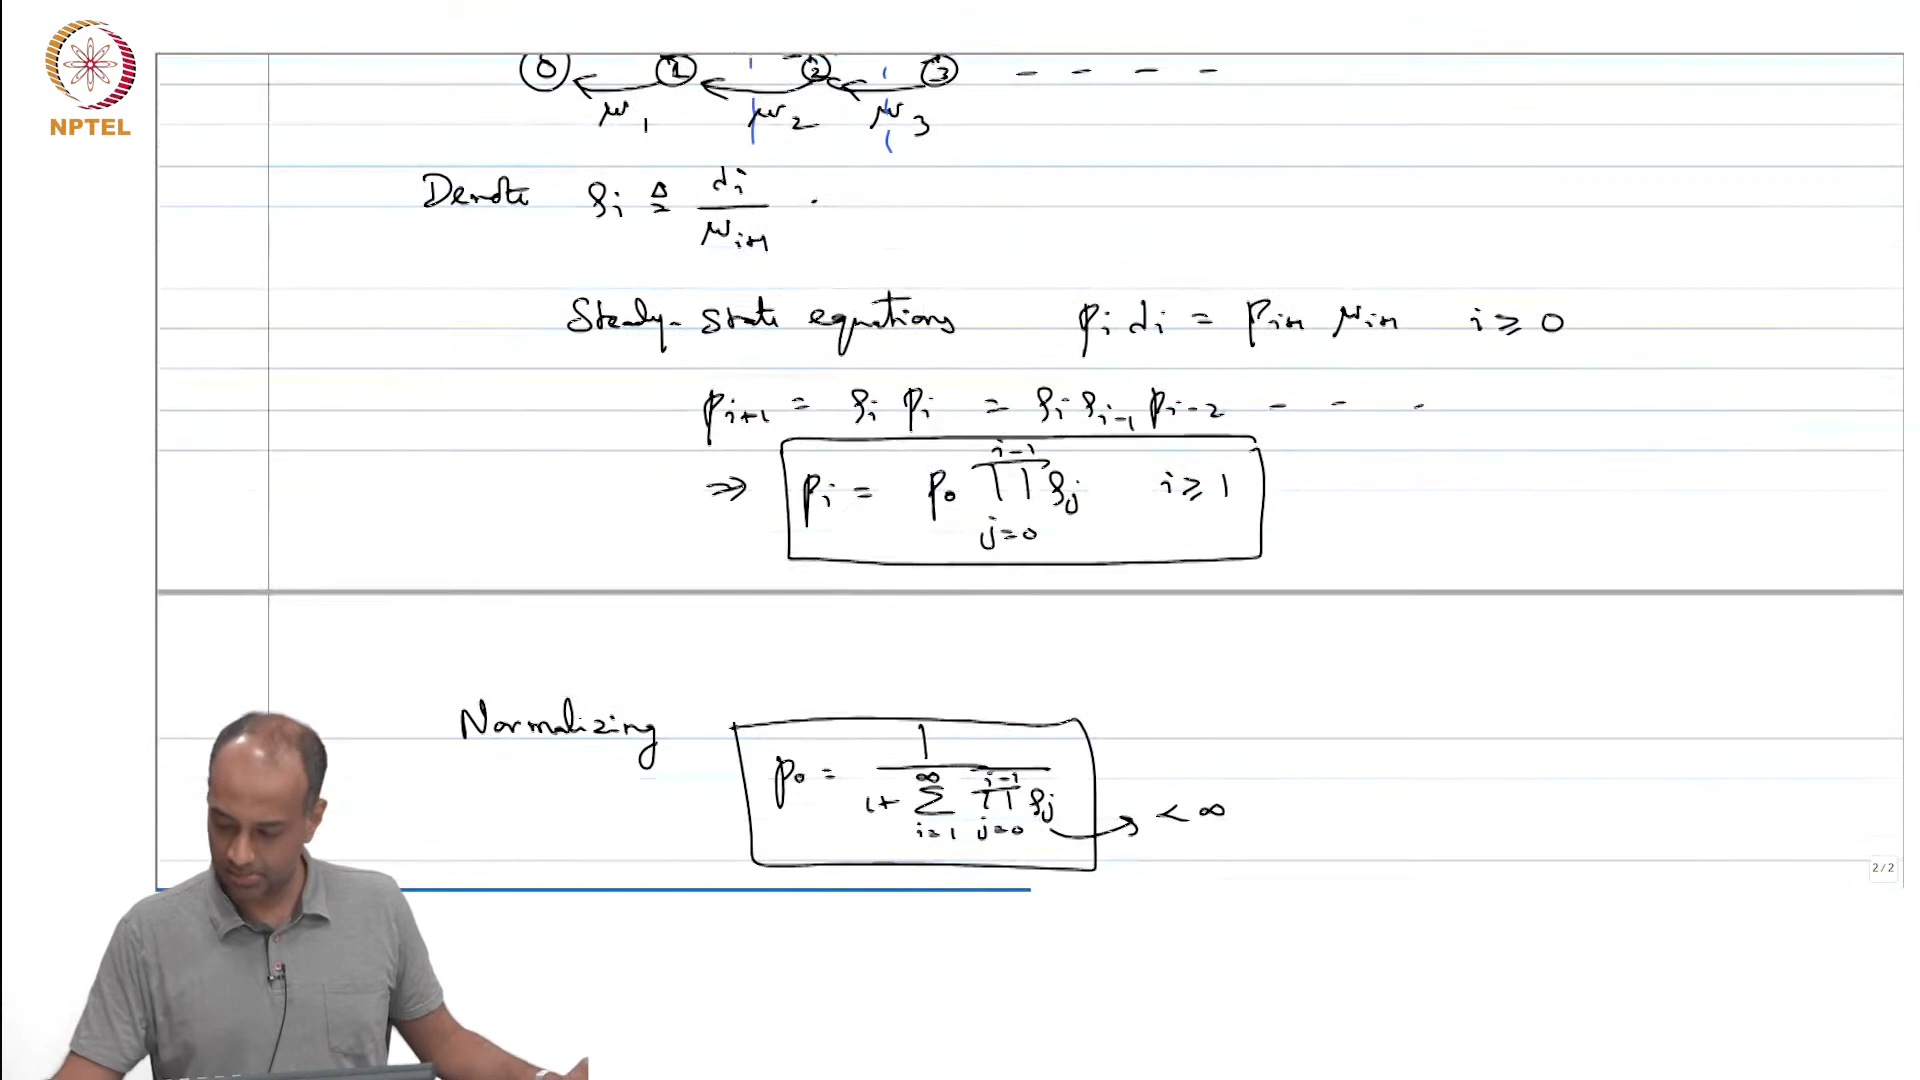 NPTEL
0 1 2 3 - - - -
μ1 μ2 μ3
Denote ρi ≜ λi / μi+1 .
Steady-state equations pi λi = pi+1 μi+1 i ≥ 0
pi+1 = ρi pi = ρi ρi-1 pi-2 - - -
⇒ pi = p0 ∏_{j=0}^{i-1} ρj i ≥ 1
Normalizing p0 = 1 / (1 + ∑_{i=1}^{∞} ∏_{j=0}^{i-1} ρj) → < ∞
2 / 2